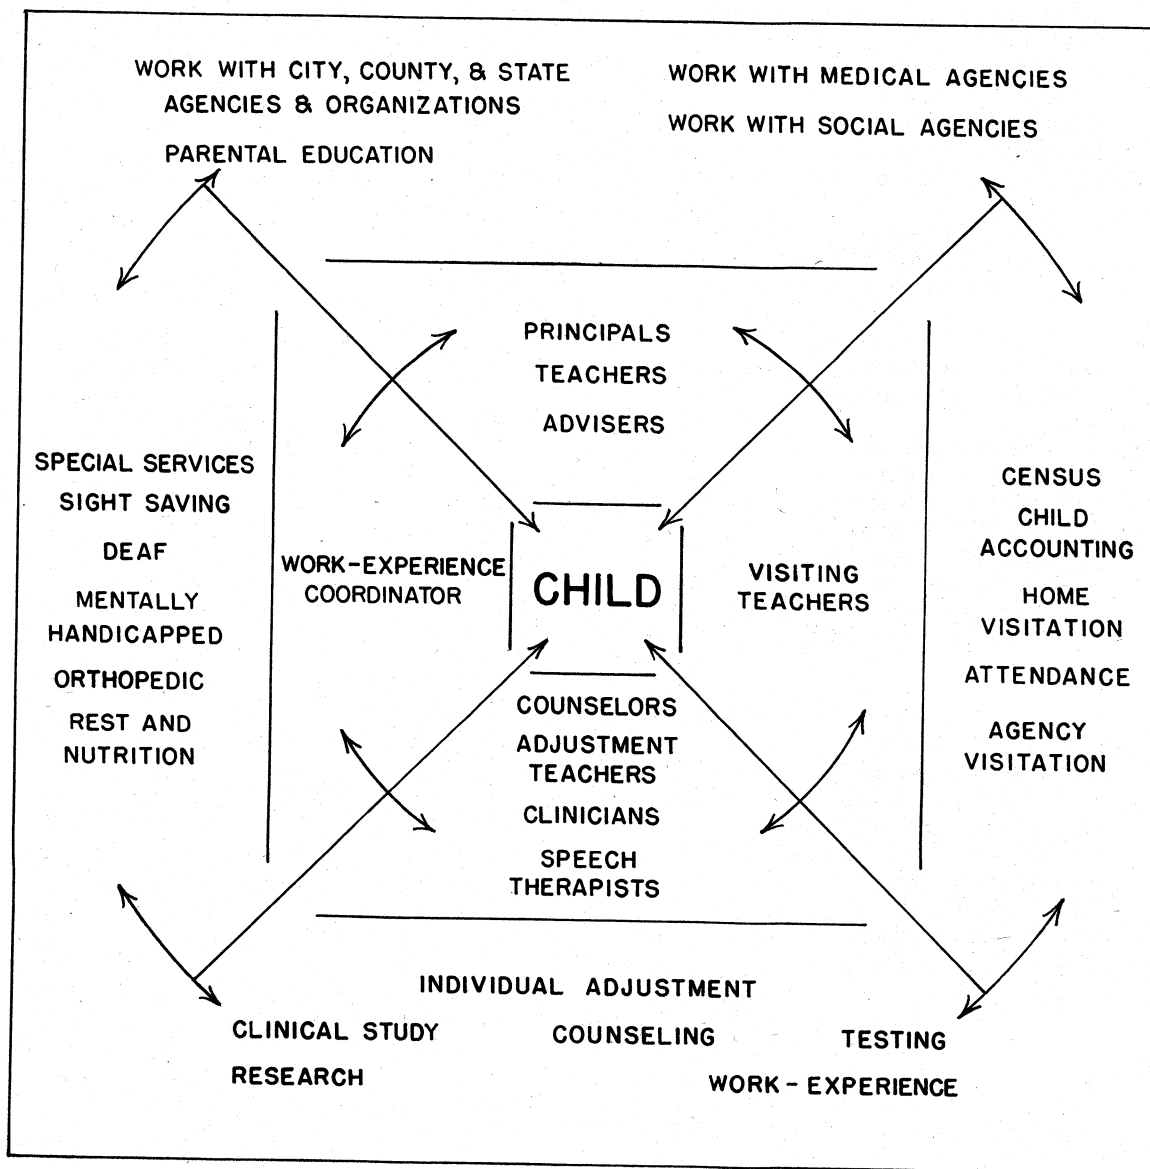 WORK WITH CITY, COUNTY, & STATE
AGENCIES & ORGANIZATIONS
PARENTAL EDUCATION
WORK WITH MEDICAL AGENCIES
WORK WITH SOCIAL AGENCIES
PRINCIPALS
TEACHERS
ADVISERS
SPECIAL SERVICES
SIGHT SAVING
DEAF
MENTALLY
HANDICAPPED
ORTHOPEDIC
REST AND
NUTRITION
WORK-EXPERIENCE
COORDINATOR
CHILD
VISITING
TEACHERS
CENSUS
CHILD
ACCOUNTING
HOME
VISITATION
ATTENDANCE
AGENCY
VISITATION
COUNSELORS
ADJUSTMENT
TEACHERS
CLINICIANS
SPEECH
THERAPISTS
INDIVIDUAL ADJUSTMENT
CLINICAL STUDY
COUNSELING
TESTING
RESEARCH
WORK-EXPERIENCE